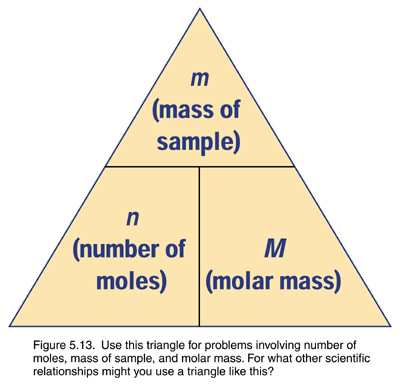 m
(mass of
sample)
n
(number of
moles)
M
(molar mass)
Figure 5.13. Use this triangle for problems involving number of
moles, mass of sample, and molar mass. For what other scientific
relationships might you use a triangle like this?